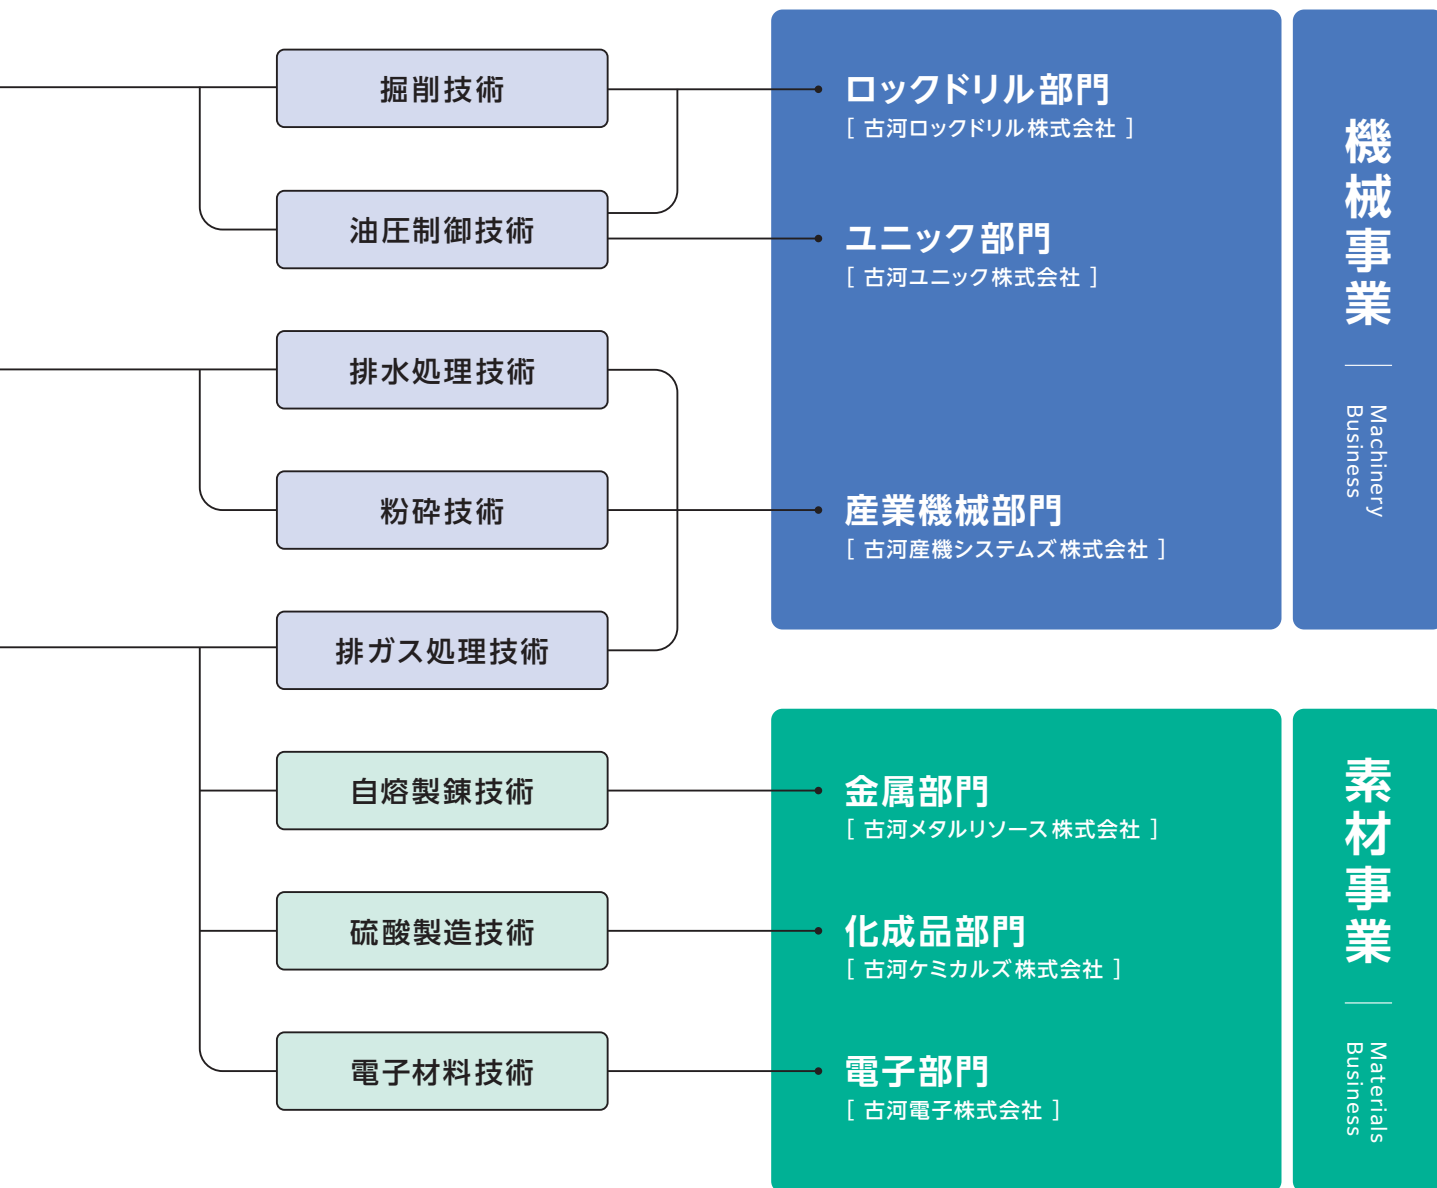 掘削技術
油圧制御技術
排水処理技術
粉砕技術
排ガス処理技術
自熔製錬技術
硫酸製造技術
電子材料技術
ロックドリル部門
[ 古河ロックドリル株式会社 ]
ユニック部門
[ 古河ユニック株式会社 ]
産業機械部門
[ 古河産機システムズ株式会社 ]
金属部門
[ 古河メタルリソース株式会社 ]
化成品部門
[ 古河ケミカルズ株式会社 ]
電子部門
[ 古河電子株式会社 ]
機械事業
Machinery
Business
素材事業
Materials
Business